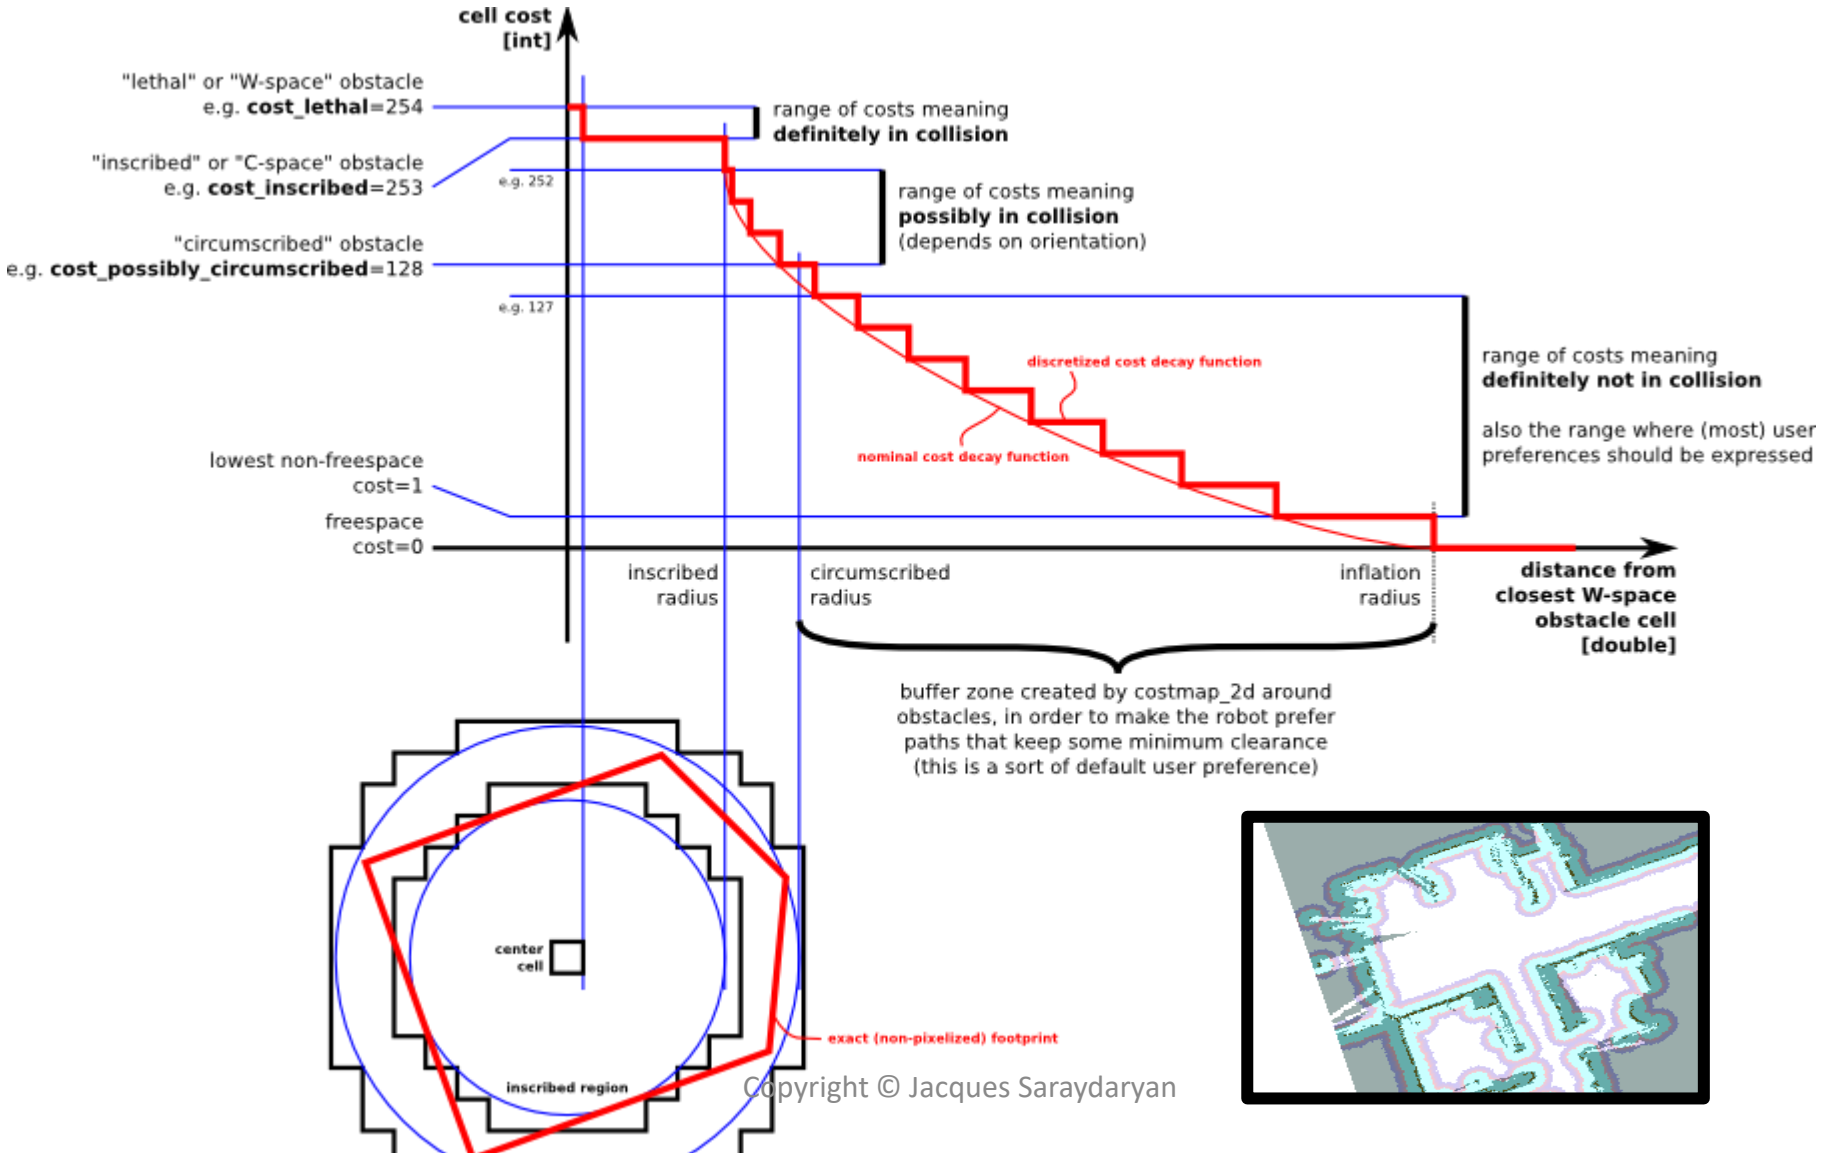 cell cost
[int]
"lethal" or "W-space" obstacle
e.g. cost_lethal=254
range of costs meaning
definitely in collision
"inscribed" or "C-space" obstacle
e.g. cost_inscribed=253
e.g. 252
range of costs meaning
possibly in collision
(depends on orientation)
"circumscribed" obstacle
e.g. cost_possibly_circumscribed=128
e.g. 127
discretized cost decay function
range of costs meaning
definitely not in collision
also the range where (most) user
preferences should be expressed
nominal cost decay function
lowest non-freespace
cost=1
freespace
cost=0
inscribed
radius
circumscribed
radius
inflation
radius
distance from
closest W-space
obstacle cell
[double]
buffer zone created by costmap_2d around
obstacles, in order to make the robot prefer
paths that keep some minimum clearance
(this is a sort of default user preference)
center
cell
exact (non-pixelized) footprint
inscribed region
Copyright © Jacques Saraydaryan